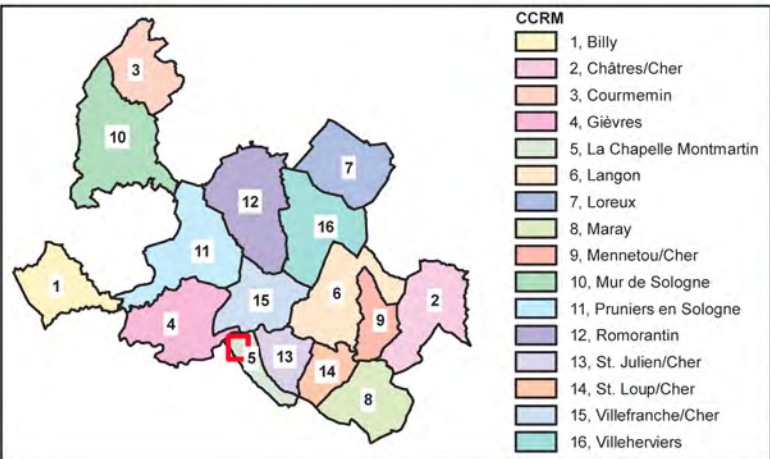 CCRM
1, Billy
2, Châtres/Cher
3, Courmemin
4, Gièvres
5, La Chapelle Montmartin
6, Langon
7, Loreux
8, Maray
9, Mennetou/Cher
10, Mur de Sologne
11, Pruniers en Sologne
12, Romorantin
13, St. Julien/Cher
14, St. Loup/Cher
15, Villefranche/Cher
16, Villeherviers
3
10
7
12
16
11
1
15
6
2
4
9
5
13
14
8